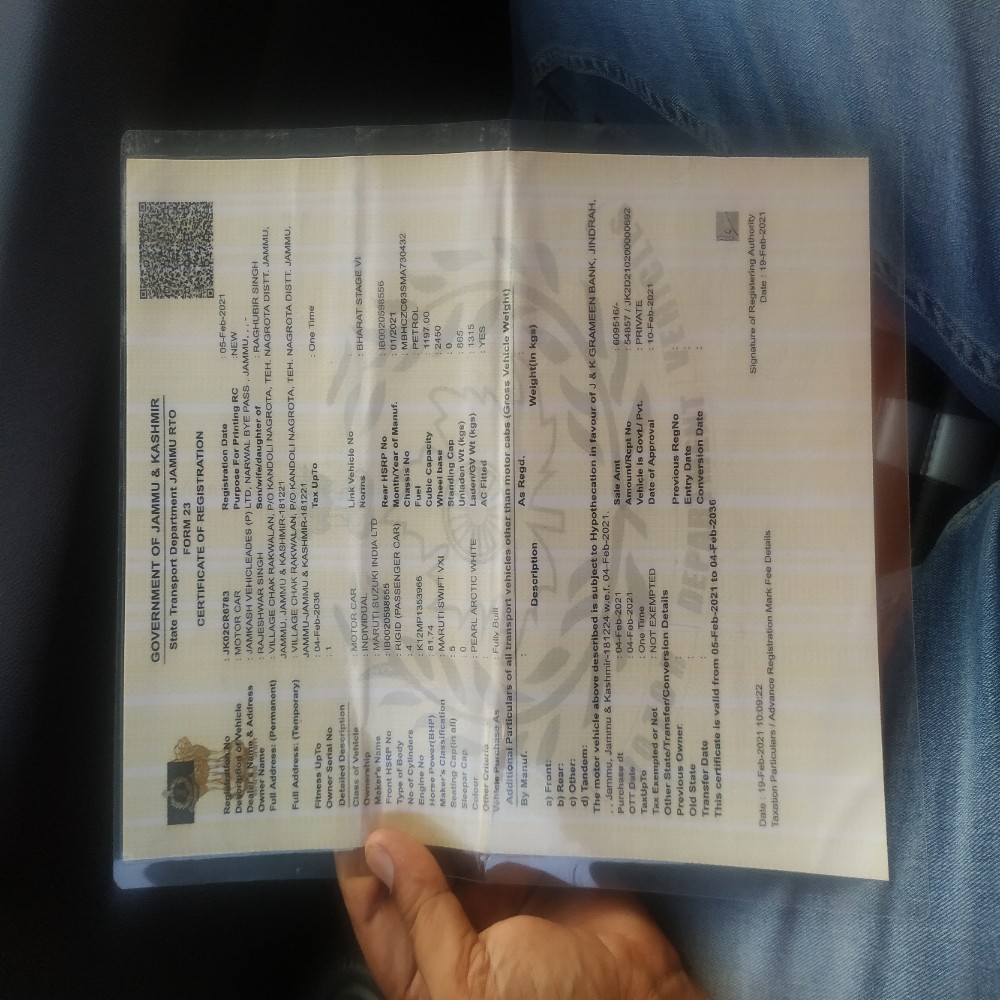 GOVERNMENT OF JAMMU & KASHMIR
State Transport Department JAMMU RTO
FORM 23
CERTIFICATE OF REGISTRATION
Registration No : JK02CR6783 Registration Date : 05-Feb-2021
Description of Vehicle : MOTOR CAR Purpose For Printing RC : NEW
Dealer Name & Address : JAMKASH VEHICLEADES (P) LTD, NARWAL BYE PASS , JAMMU, , , -
Owner Name : RAJESHWAR SINGH Son/wife/daughter of : RAGHUBIR SINGH
Full Address: (Permanent) : VILLAGE CHAK RAKWALAN, P/O KANDOLI NAGROTA, TEH. NAGROTA DISTT. JAMMU,
JAMMU, JAMMU & KASHMIR-181221
Full Address: (Temporary) : VILLAGE CHAK RAKWALAN, P/O KANDOLI NAGROTA, TEH. NAGROTA DISTT. JAMMU,
JAMMU-JAMMU & KASHMIR-181221
Fitness UpTo : 04-Feb-2036 Tax UpTo : One Time
Owner Serial No : 1
Detailed Description
Class of Vehicle : MOTOR CAR Link Vehicle No
Ownership : INDIVIDUAL Norms : BHARAT STAGE VI
Maker's Name : MARUTI SUZUKI INDIA LTD
Front HSRP No : IB0020598555 Rear HSRP No : IB0020598556
Type of Body : RIGID (PASSENGER CAR) Month/Year of Manuf. : 01/2021
No of Cylinders : 4 Chassis No : MBHCZC63SMA730432
Engine No : K12MP1353966 Fuel : PETROL
Horse Power(BHP) : 81.74 Cubic Capacity : 1197.00
Maker's Classification : MARUTI SWIFT VXI Wheel base : 2450
Seating Cap(in all) : 5 Standing Cap : 0
Sleeper Cap : 0 Unladen Wt (kgs) : 865
Colour : PEARL ARCTIC WHITE Laden/GV Wt (kgs) : 1315
Other Criteria AC Fitted : YES
Vehicle Purchase As : Fully Built
Additional Particulars of all transport vehicles other than motor cabs (Gross Vehicle Weight)
By Manuf. : As Regd.
Description Weight(in kgs)
a) Front:
b) Rear:
c) Other:
d) Tandem:
The motor vehicle above described is subject to Hypothecation in favour of J & K GRAMEEN BANK, JINDRAH,
, , Jammu, Jammu & Kashmir-181224 w.e.f. 04-Feb-2021.
Purchase dt : 04-Feb-2021 Sale Amt : 609516/-
OTT Date : 04-Feb-2021 Amount/Rcpt No : 54857 / JK2D21020000692
TaxUpTo : One Time Vehicle is Govt./ Pvt. : PRIVATE
Tax Exempted or Not : NOT EXEMPTED Date of Approval : 10-Feb-2021
Other State/Transfer/Conversion Details
Previous Owner: Previous RegNo :
Old State Entry Date :
Transfer Date Conversion Date :
This certificate is valid from 05-Feb-2021 to 04-Feb-2036
Signature of Registering Authority
Date : 19-Feb-2021 10:09:22 Date : 19-Feb-2021
Taxation Particulars / Advance Registration Mark Fee Details